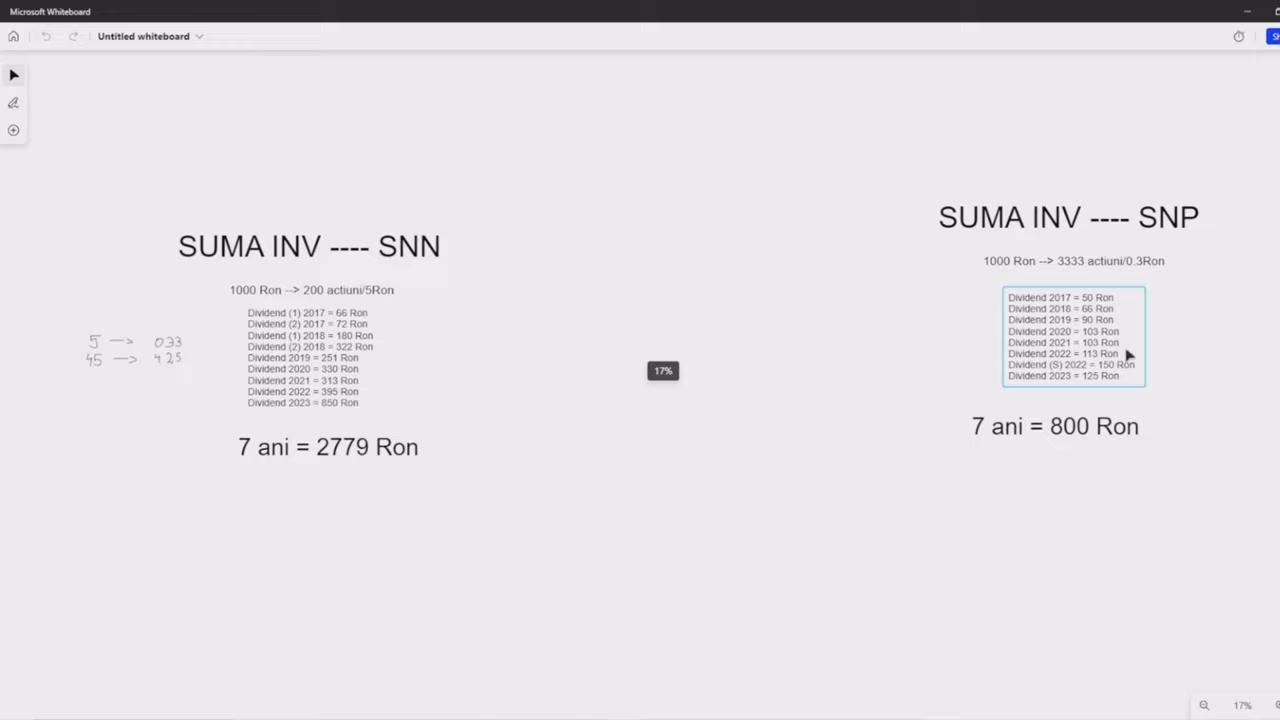 Microsoft Whiteboard
Untitled whiteboard
SUMA INV ---- SNN
1000 Ron --> 200 actiuni/5Ron
Dividend (1) 2017 = 66 Ron
Dividend (2) 2017 = 72 Ron
Dividend (1) 2018 = 180 Ron
Dividend (2) 2018 = 322 Ron
Dividend 2019 = 251 Ron
Dividend 2020 = 330 Ron
Dividend 2021 = 313 Ron
Dividend 2022 = 395 Ron
Dividend 2023 = 850 Ron
5 —> 0.33
45 —> 4.25
7 ani = 2779 Ron
17%
SUMA INV ---- SNP
1000 Ron --> 3333 actiuni/0.3Ron
Dividend 2017 = 50 Ron
Dividend 2018 = 66 Ron
Dividend 2019 = 90 Ron
Dividend 2020 = 103 Ron
Dividend 2021 = 103 Ron
Dividend 2022 = 113 Ron
Dividend (S) 2022 = 150 Ron
Dividend 2023 = 125 Ron
7 ani = 800 Ron
17%